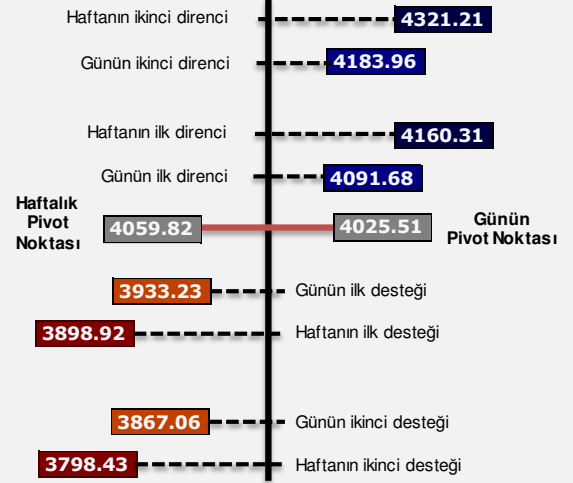 Haftanın ikinci direnci 4321.21
Günün ikinci direnci 4183.96
Haftanın ilk direnci 4160.31
Günün ilk direnci 4091.68
Haftalık
Pivot
Noktası
4059.82 4025.51
Günün
Pivot Noktası
3933.23 Günün ilk desteği
3898.92 Haftanın ilk desteği
3867.06 Günün ikinci desteği
3798.43 Haftanın ikinci desteği